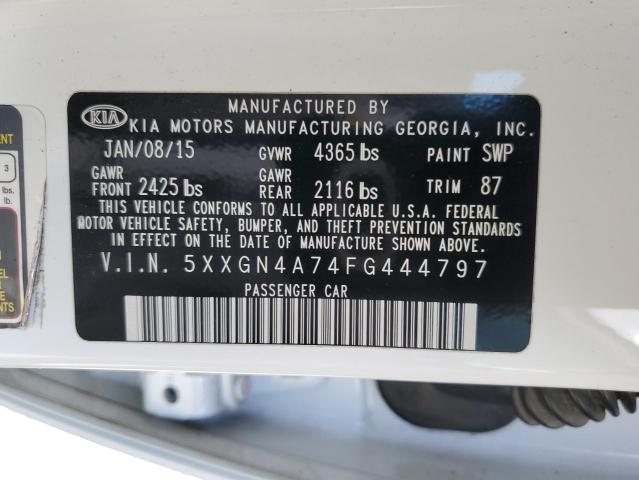 MANUFACTURED BY
KIA KIA MOTORS MANUFACTURING GEORGIA, INC.
JAN/08/15 GVWR 4365 lbs PAINT SWP
GAWR FRONT 2425 lbs GAWR REAR 2116 lbs TRIM 87
THIS VEHICLE CONFORMS TO ALL APPLICABLE U.S.A. FEDERAL
MOTOR VEHICLE SAFETY, BUMPER, AND THEFT PREVENTION STANDARDS
IN EFFECT ON THE DATE OF MANUFACTURE SHOWN ABOVE.
V.I.N. 5XXGN4A74FG444797
PASSENGER CAR
3
lbs.